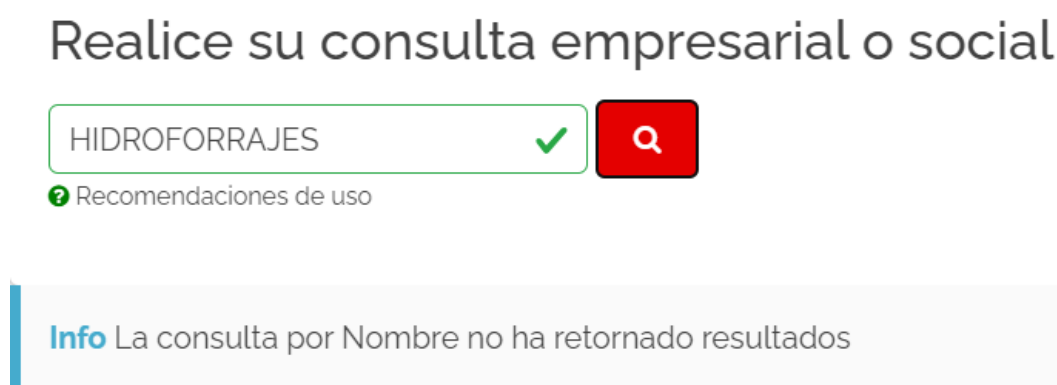 Realice su consulta empresarial o social
HIDROFORRAJES
Recomendaciones de uso
Info La consulta por Nombre no ha retornado resultados